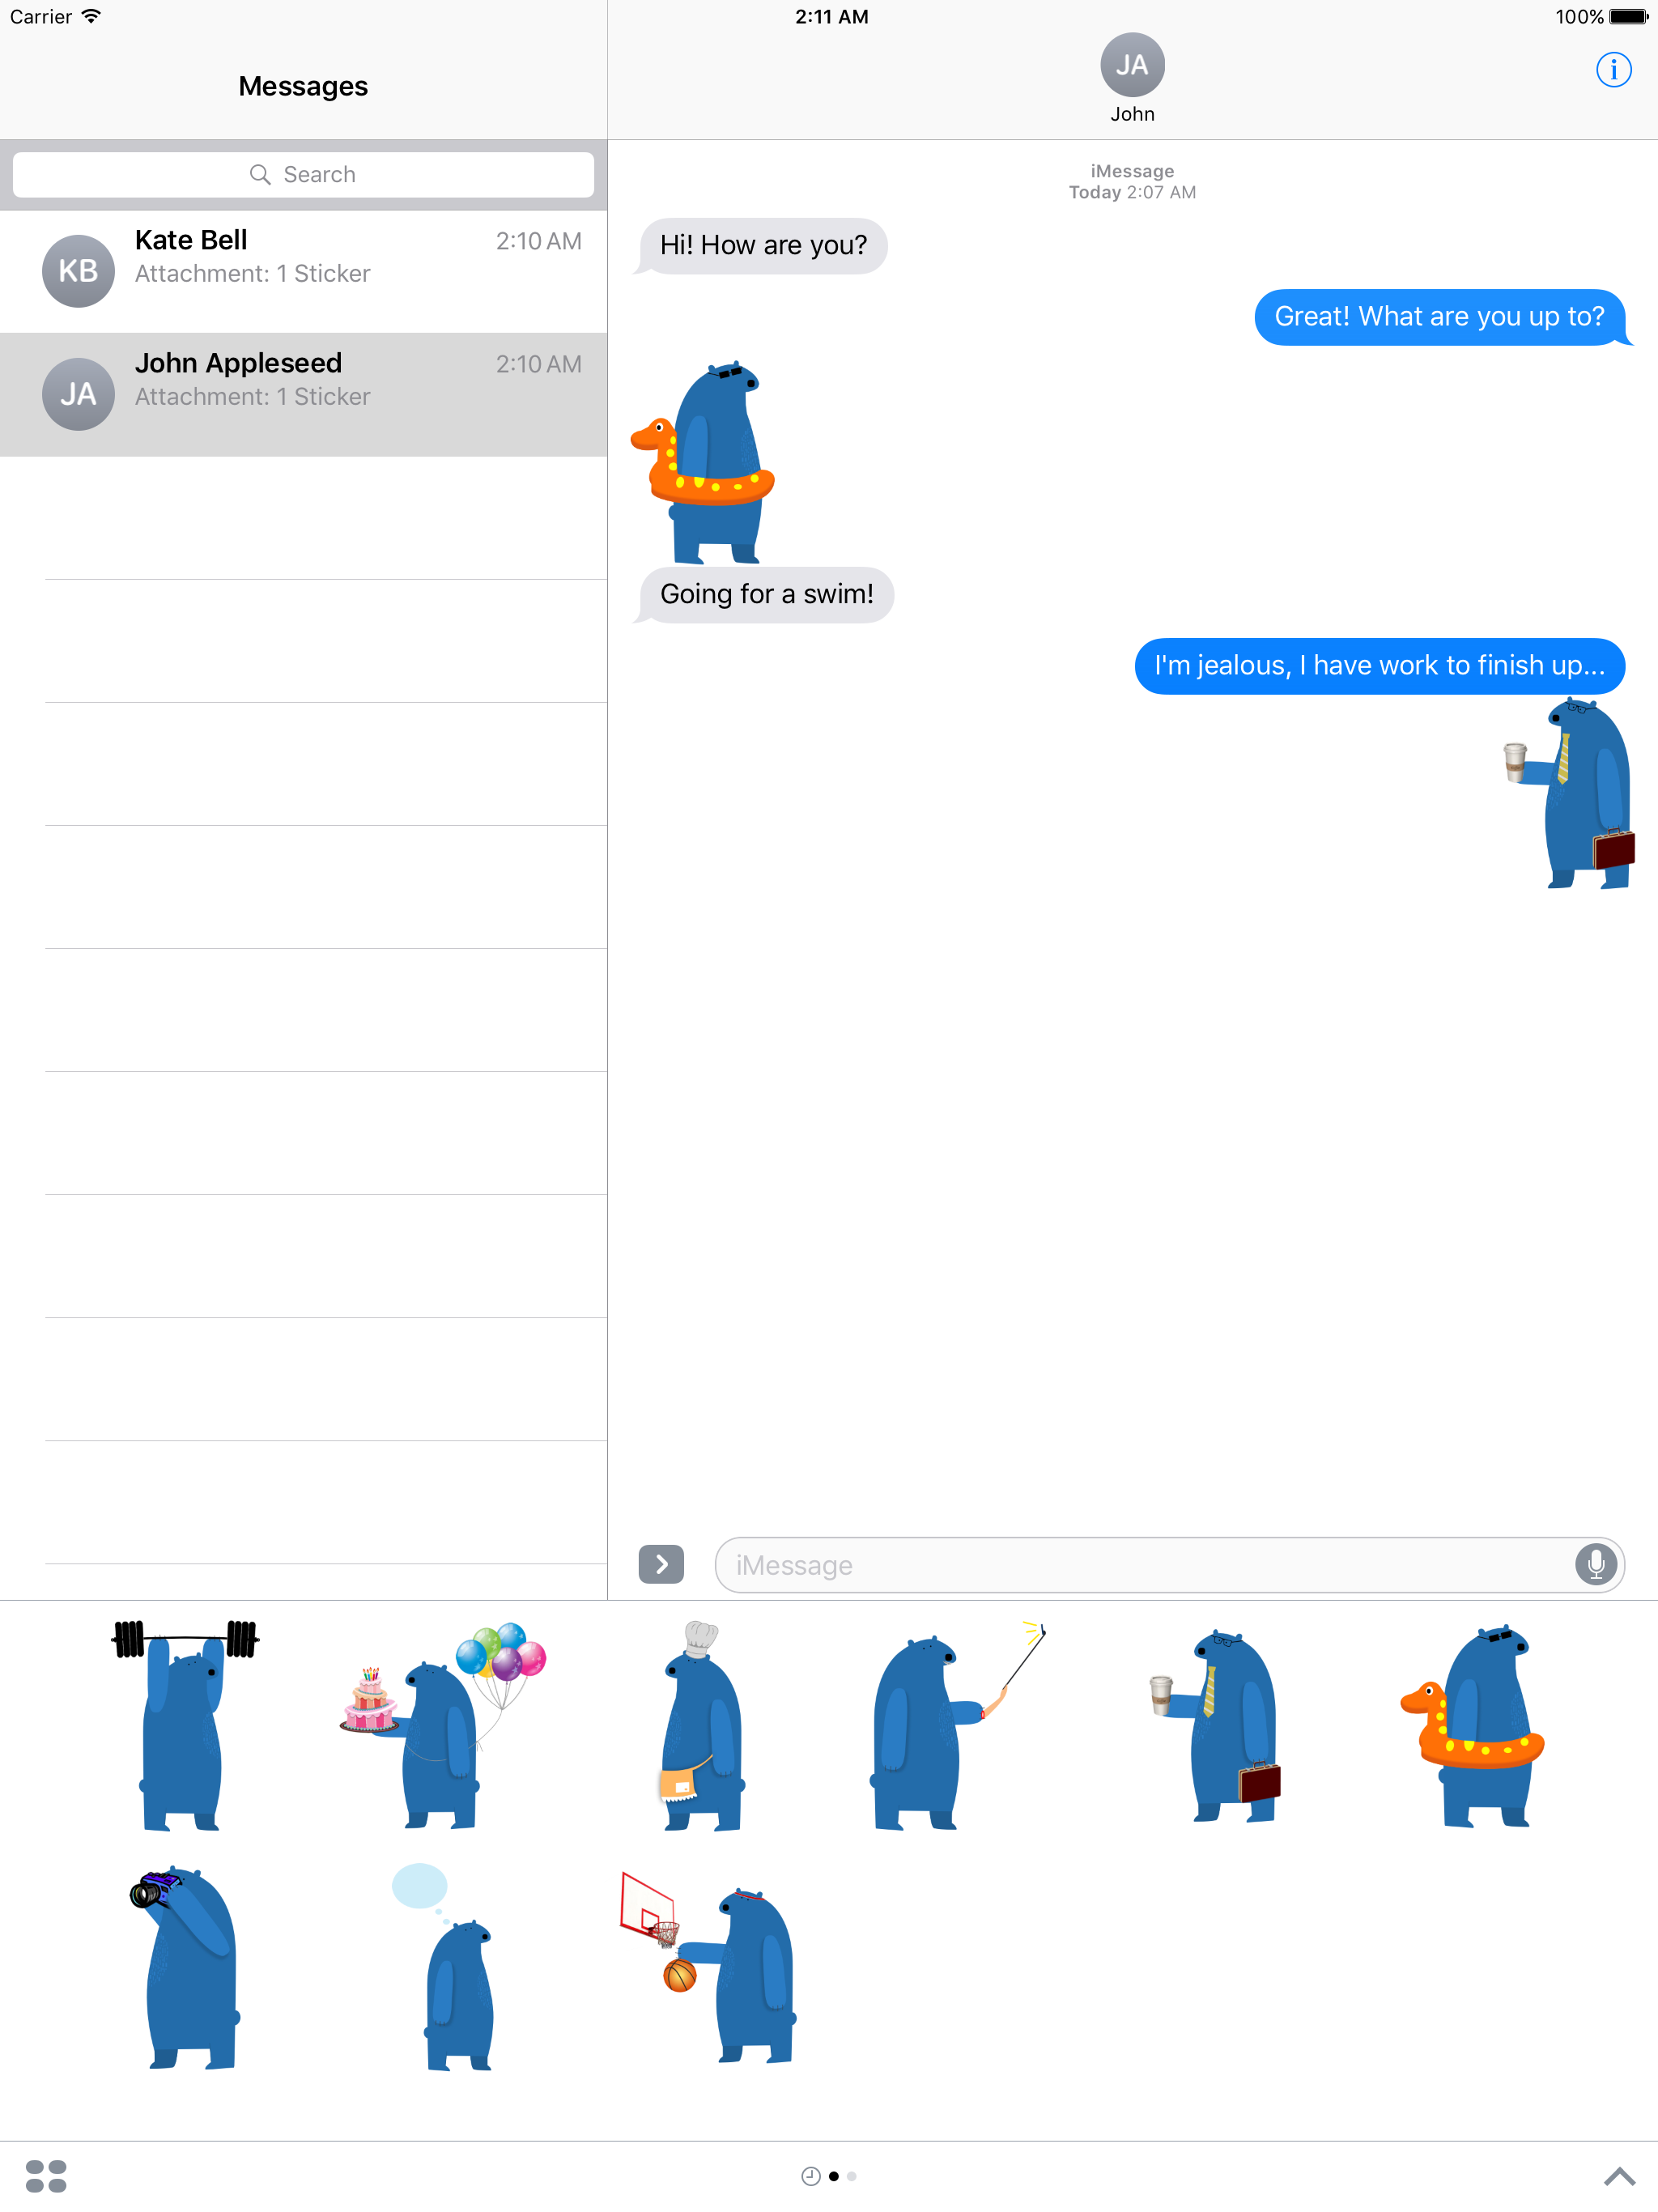 Carrier
2:11 AM
100%
Messages
JA
John
Search
Kate Bell
2:10 AM
KB
Attachment: 1 Sticker
John Appleseed
2:10 AM
JA
Attachment: 1 Sticker
iMessage
Today 2:07 AM
Hi! How are you?
Great! What are you up to?
Going for a swim!
I'm jealous, I have work to finish up...
iMessage